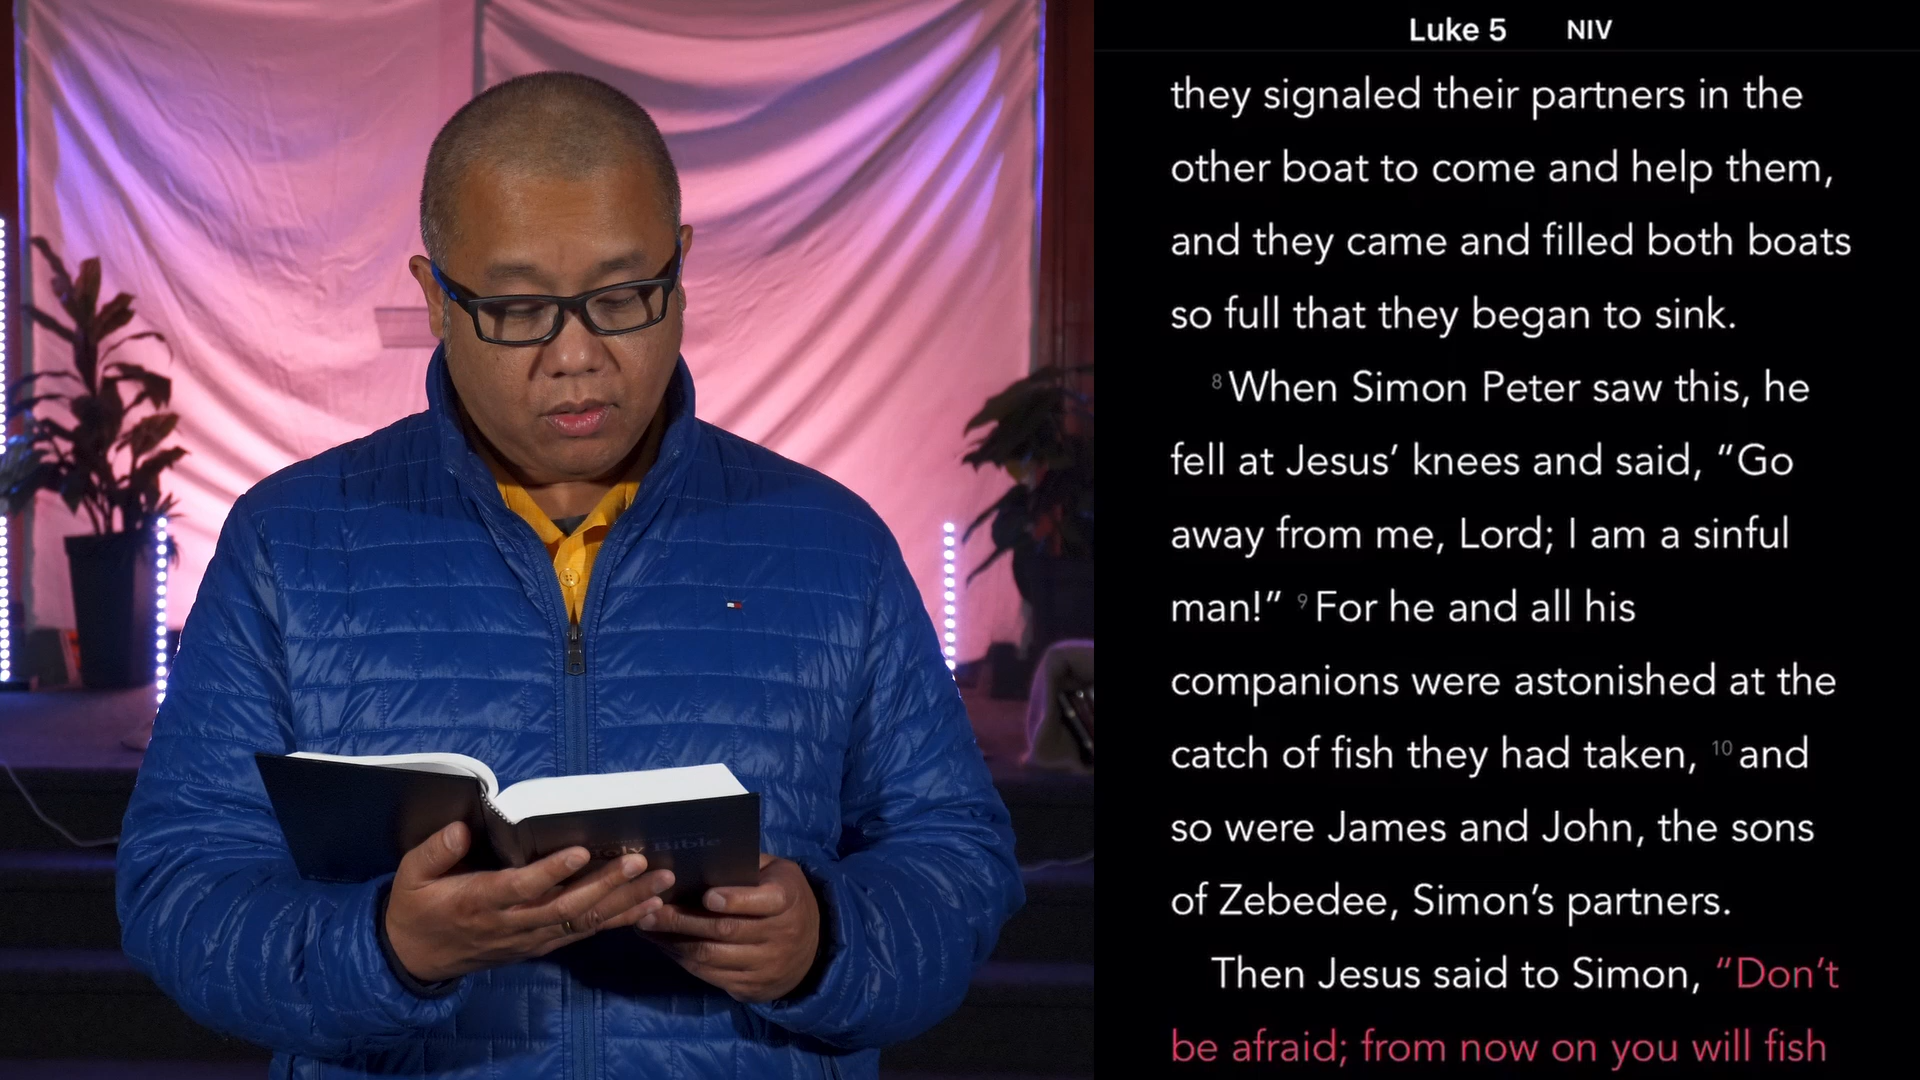 Luke 5 NIV
they signaled their partners in the
other boat to come and help them,
and they came and filled both boats
so full that they began to sink.
8 When Simon Peter saw this, he
fell at Jesus’ knees and said, “Go
away from me, Lord; I am a sinful
man!” 9 For he and all his
companions were astonished at the
catch of fish they had taken, 10 and
so were James and John, the sons
of Zebedee, Simon’s partners.
Then Jesus said to Simon, “Don’t
be afraid; from now on you will fish
Holy Bible